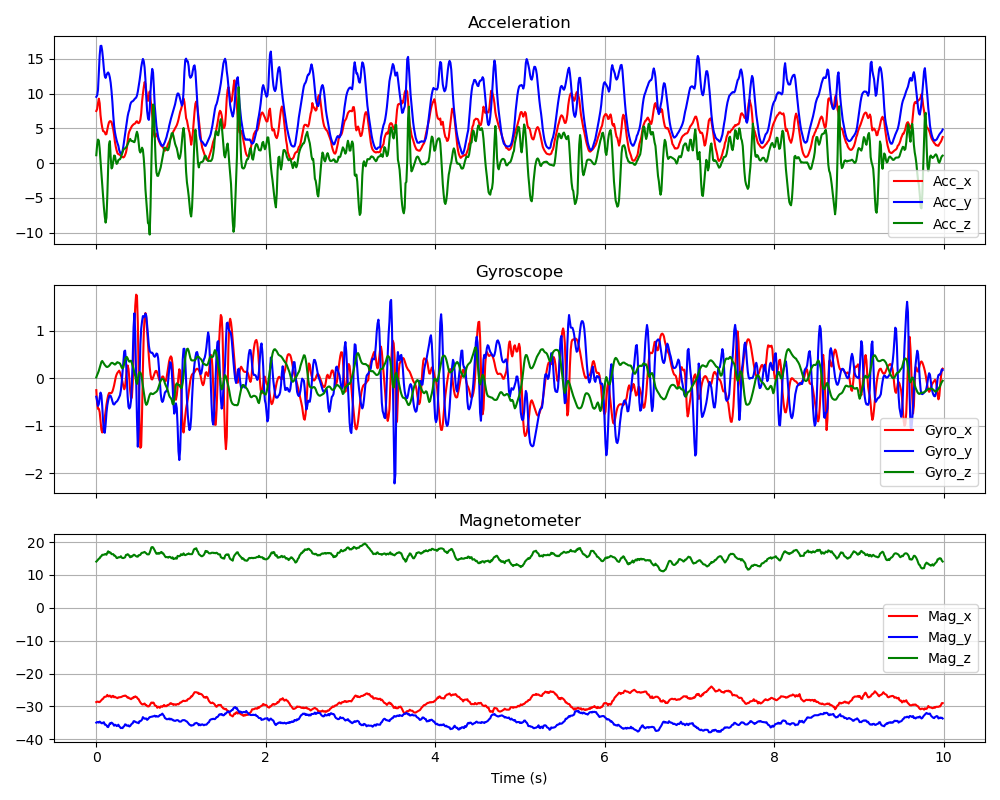 Acceleration
15
10
5
0
−5
−10
Acc_x
Acc_y
Acc_z
Gyroscope
1
0
−1
−2
Gyro_x
Gyro_y
Gyro_z
Magnetometer
20
10
0
−10
−20
−30
−40
Mag_x
Mag_y
Mag_z
0 2 4 6 8 10
Time (s)